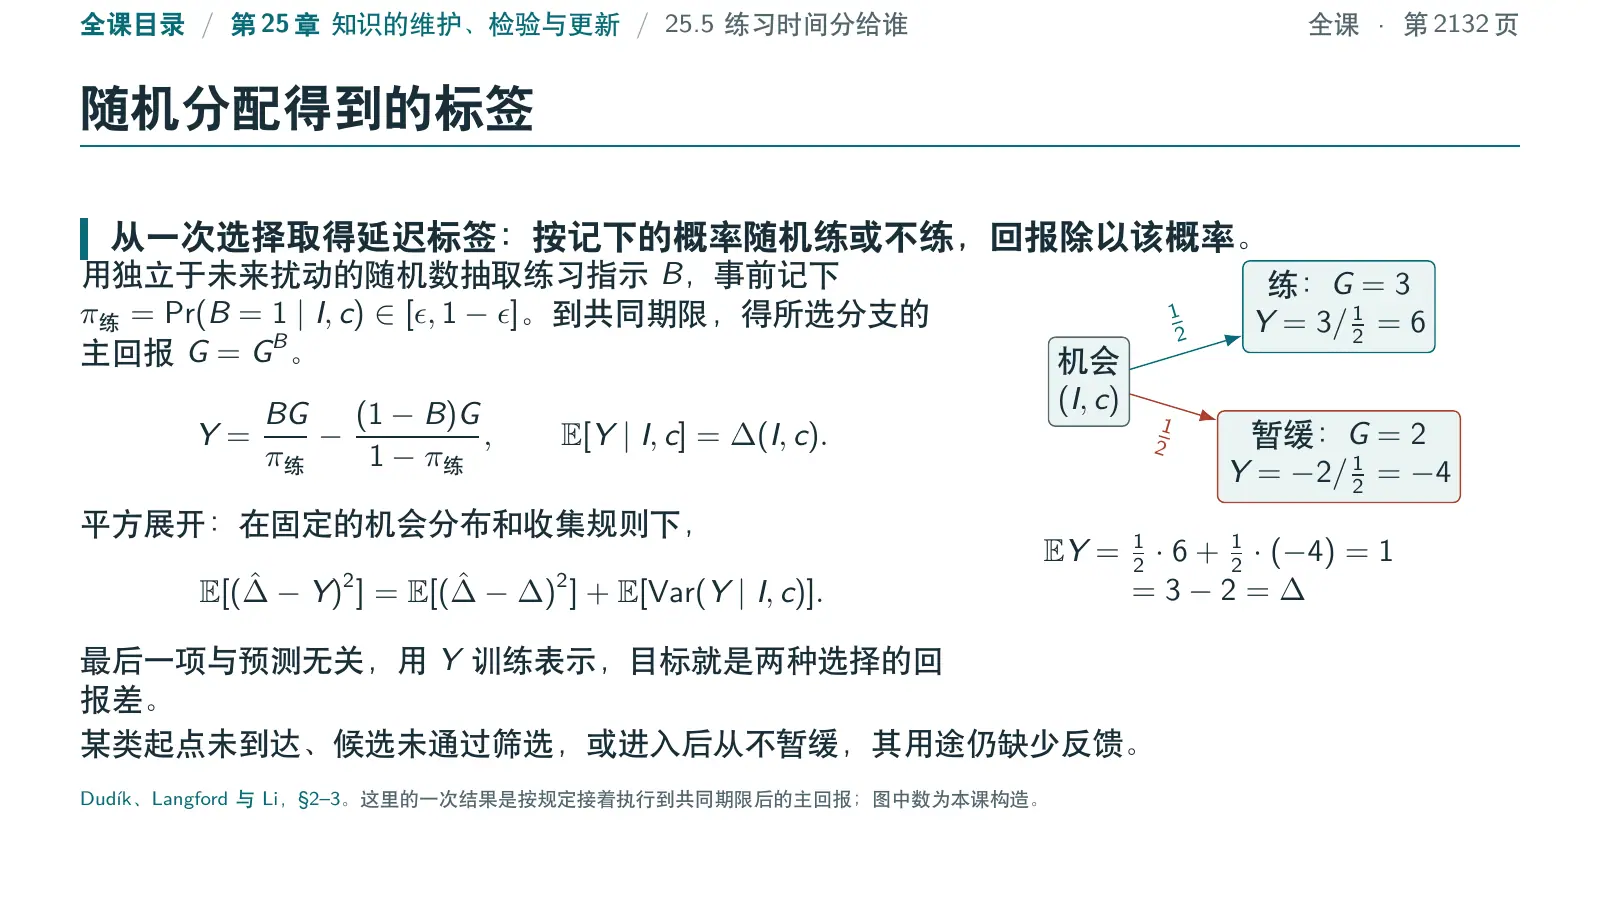 全课目录 / 第 25 章 知识的维护、检验与更新 / 25.5 练习时间分给谁
全课 · 第 2132 页
随机分配得到的标签
从一次选择取得延迟标签：按记下的概率随机练或不练，回报除以该概率。
用独立于未来扰动的随机数抽取练习指示 B，事前记下
π练 = Pr(B = 1 | I, c) ∈ [ϵ, 1 − ϵ]。到共同期限，得所选分支的
主回报 G = G^B。
Y = BG/π练 − (1 − B)G/(1 − π练), 𝔼[Y | I, c] = Δ(I, c).
平方展开：在固定的机会分布和收集规则下，
𝔼[(Δ̂ − Y)²] = 𝔼[(Δ̂ − Δ)²] + 𝔼[Var(Y | I, c)].
最后一项与预测无关，用 Y 训练表示，目标就是两种选择的回
报差。
机会
(I, c)
1/2
练：G = 3
Y = 3/½ = 6
1/2
暂缓：G = 2
Y = −2/½ = −4
𝔼Y = ½ · 6 + ½ · (−4) = 1
= 3 − 2 = Δ
某类起点未到达、候选未通过筛选，或进入后从不暂缓，其用途仍缺少反馈。
Dudík、Langford 与 Li，§2–3。这里的一次结果是按规定接着执行到共同期限后的主回报；图中数为本课构造。